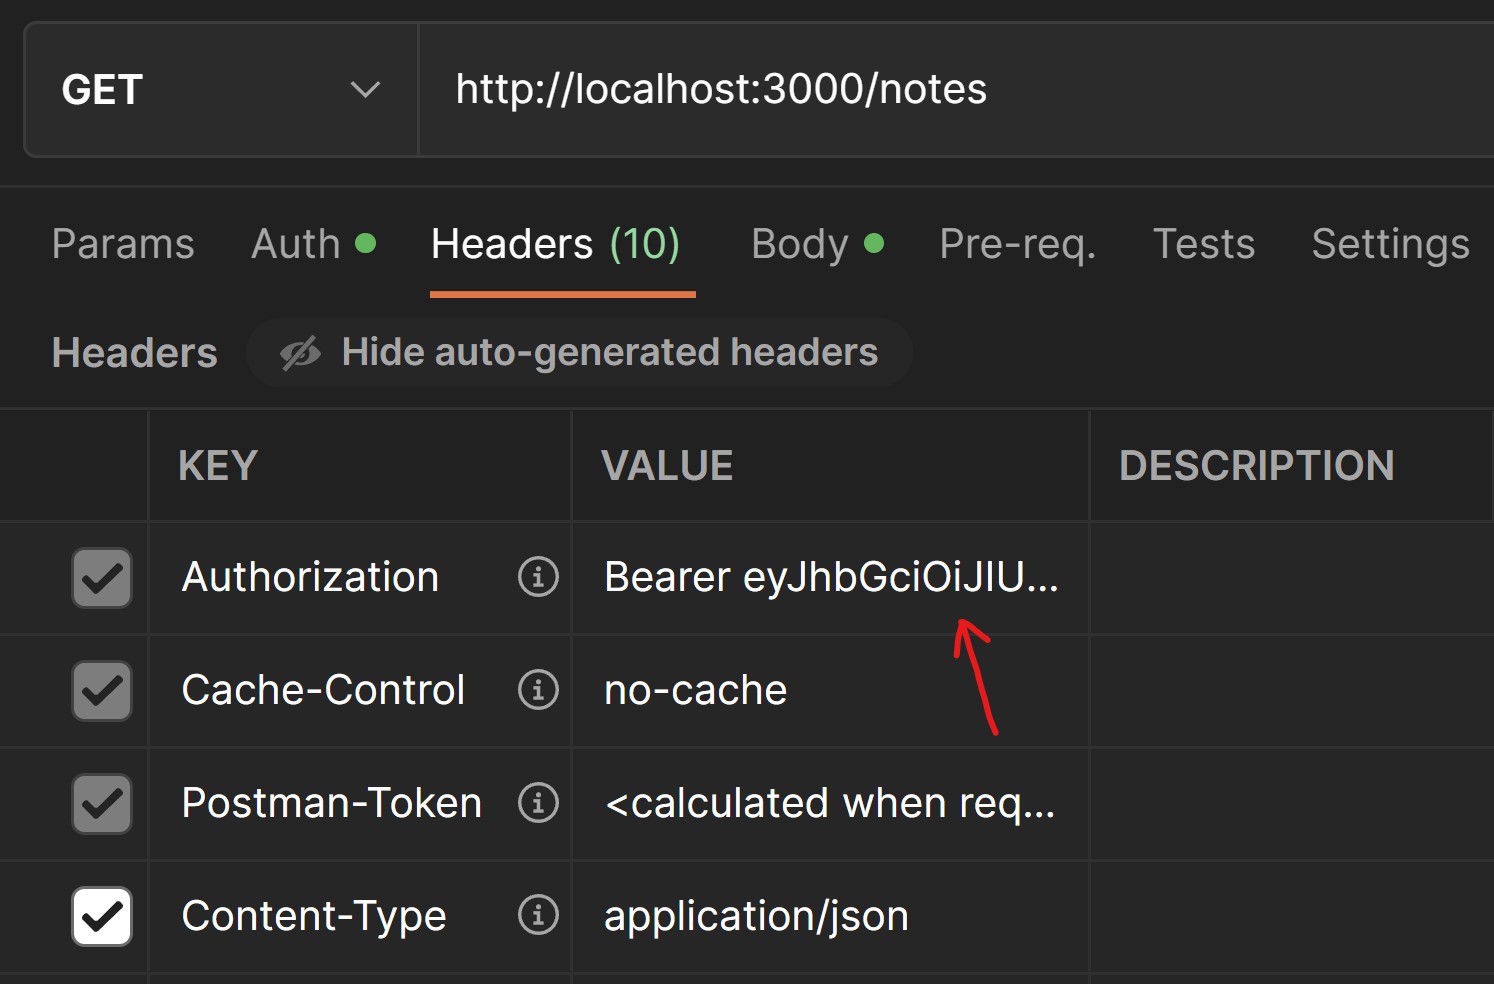 GET http://localhost:3000/notes
Params Auth Headers (10) Body Pre-req. Tests Settings
Headers Hide auto-generated headers
KEY VALUE DESCRIPTION
Authorization Bearer eyJhbGciOiJIU...
Cache-Control no-cache
Postman-Token <calculated when req...
Content-Type application/json